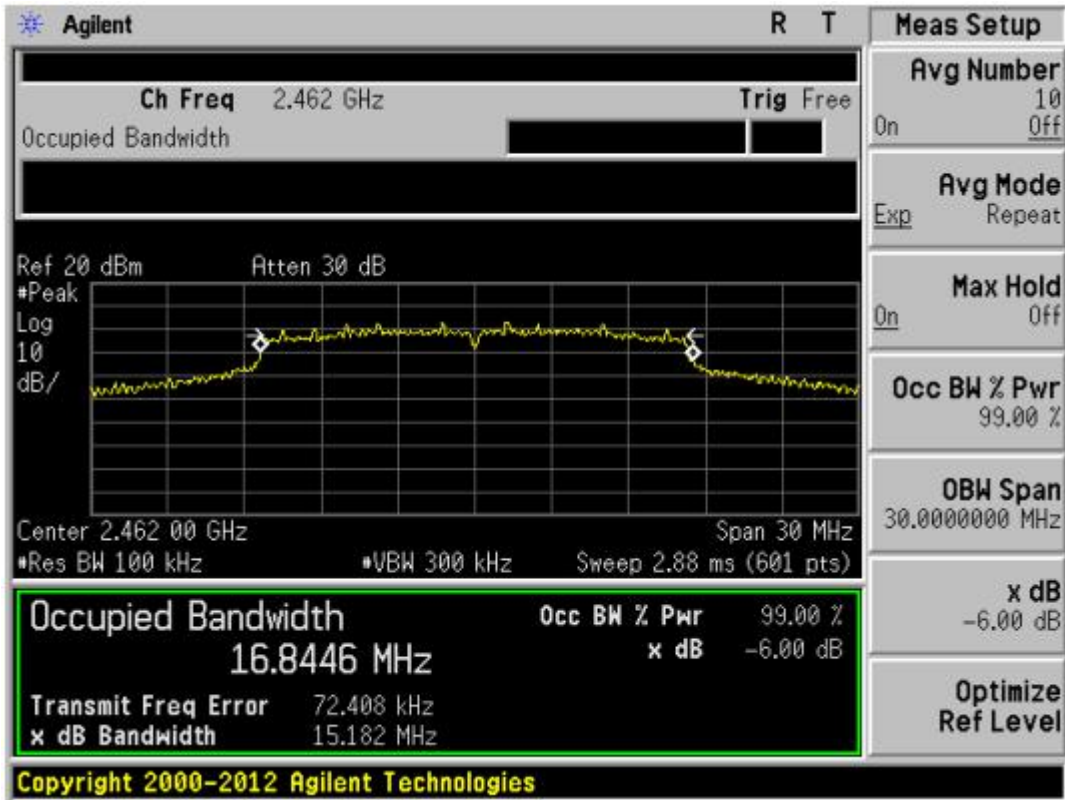 Agilent R T
Ch Freq 2.462 GHz Trig Free
Occupied Bandwidth
Ref 20 dBm Atten 30 dB
#Peak
Log
10
dB/
Center 2.462 00 GHz Span 30 MHz
#Res BW 100 kHz #VBW 300 kHz Sweep 2.88 ms (601 pts)
Occupied Bandwidth Occ BW % Pwr 99.00 %
16.8446 MHz x dB -6.00 dB
Transmit Freq Error 72.408 kHz
x dB Bandwidth 15.182 MHz
Copyright 2000-2012 Agilent Technologies
Meas Setup
Avg Number
10
On Off
Avg Mode
Exp Repeat
Max Hold
On Off
Occ BW % Pwr
99.00 %
OBW Span
30.0000000 MHz
x dB
-6.00 dB
Optimize
Ref Level